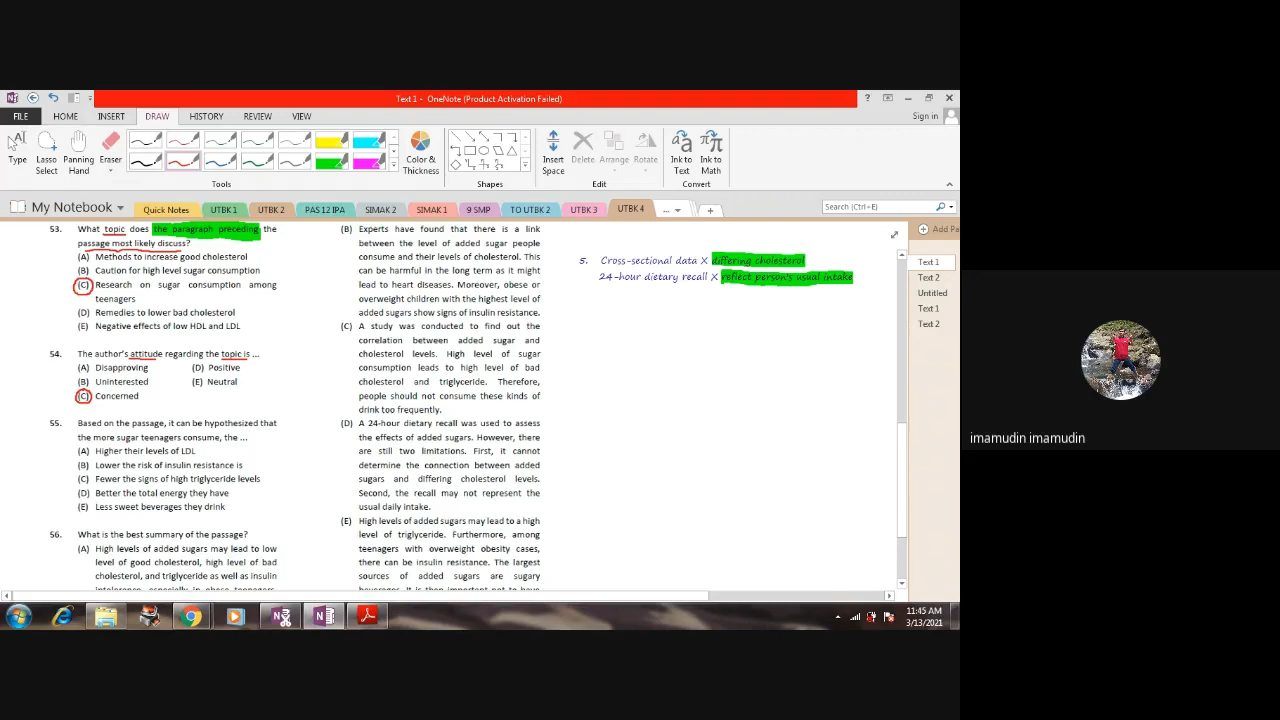 Text 1 - OneNote (Product Activation Failed)
FILE HOME INSERT DRAW HISTORY REVIEW VIEW
Sign in
Type
Lasso Select
Panning Hand
Eraser
Color & Thickness
Insert Space
Delete
Arrange
Rotate
Ink to Text
Ink to Math
Tools
Shapes
Edit
Convert
My Notebook
Quick Notes UTBK 1 UTBK 2 PAS 12 IPA SIMAK 2 SIMAK 1 9 SMP TO UTBK 2 UTBK 3 UTBK 4 ...
Search (Ctrl+E)
53. What topic does the paragraph preceding the
passage most likely discuss?
(A) Methods to increase good cholesterol
(B) Caution for high level sugar consumption
(C) Research on sugar consumption among
teenagers
(D) Remedies to lower bad cholesterol
(E) Negative effects of low HDL and LDL
54. The author's attitude regarding the topic is ...
(A) Disapproving (D) Positive
(B) Uninterested (E) Neutral
(C) Concerned
55. Based on the passage, it can be hypothesized that
the more sugar teenagers consume, the ...
(A) Higher their levels of LDL
(B) Lower the risk of insulin resistance is
(C) Fewer the signs of high triglyceride levels
(D) Better the total energy they have
(E) Less sweet beverages they drink
56. What is the best summary of the passage?
(A) High levels of added sugars may lead to low
level of good cholesterol, high level of bad
cholesterol, and triglyceride as well as insulin
intolerance, especially in obese teenagers.
(B) Experts have found that there is a link
between the level of added sugar people
consume and their levels of cholesterol. This
can be harmful in the long term as it might
lead to heart diseases. Moreover, obese or
overweight children with the highest level of
added sugars show signs of insulin resistance.
(C) A study was conducted to find out the
correlation between added sugar and
cholesterol levels. High level of sugar
consumption leads to high level of bad
cholesterol and triglyceride. Therefore,
people should not consume these kinds of
drink too frequently.
(D) A 24-hour dietary recall was used to assess
the effects of added sugars. However, there
are still two limitations. First, it cannot
determine the connection between added
sugars and differing cholesterol levels.
Second, the recall may not represent the
usual daily intake.
(E) High levels of added sugars may lead to a high
level of triglyceride. Furthermore, among
teenagers with overweight obesity cases,
there can be insulin resistance. The largest
sources of added sugars are sugary
beverages. It is then important not to have
5. Cross-sectional data X differing cholesterol
24-hour dietary recall X reflect person's usual intake
Add Pa
Text 1
Text 2
Untitled
Text 1
Text 2
imamudin imamudin
11:45 AM
3/13/2021